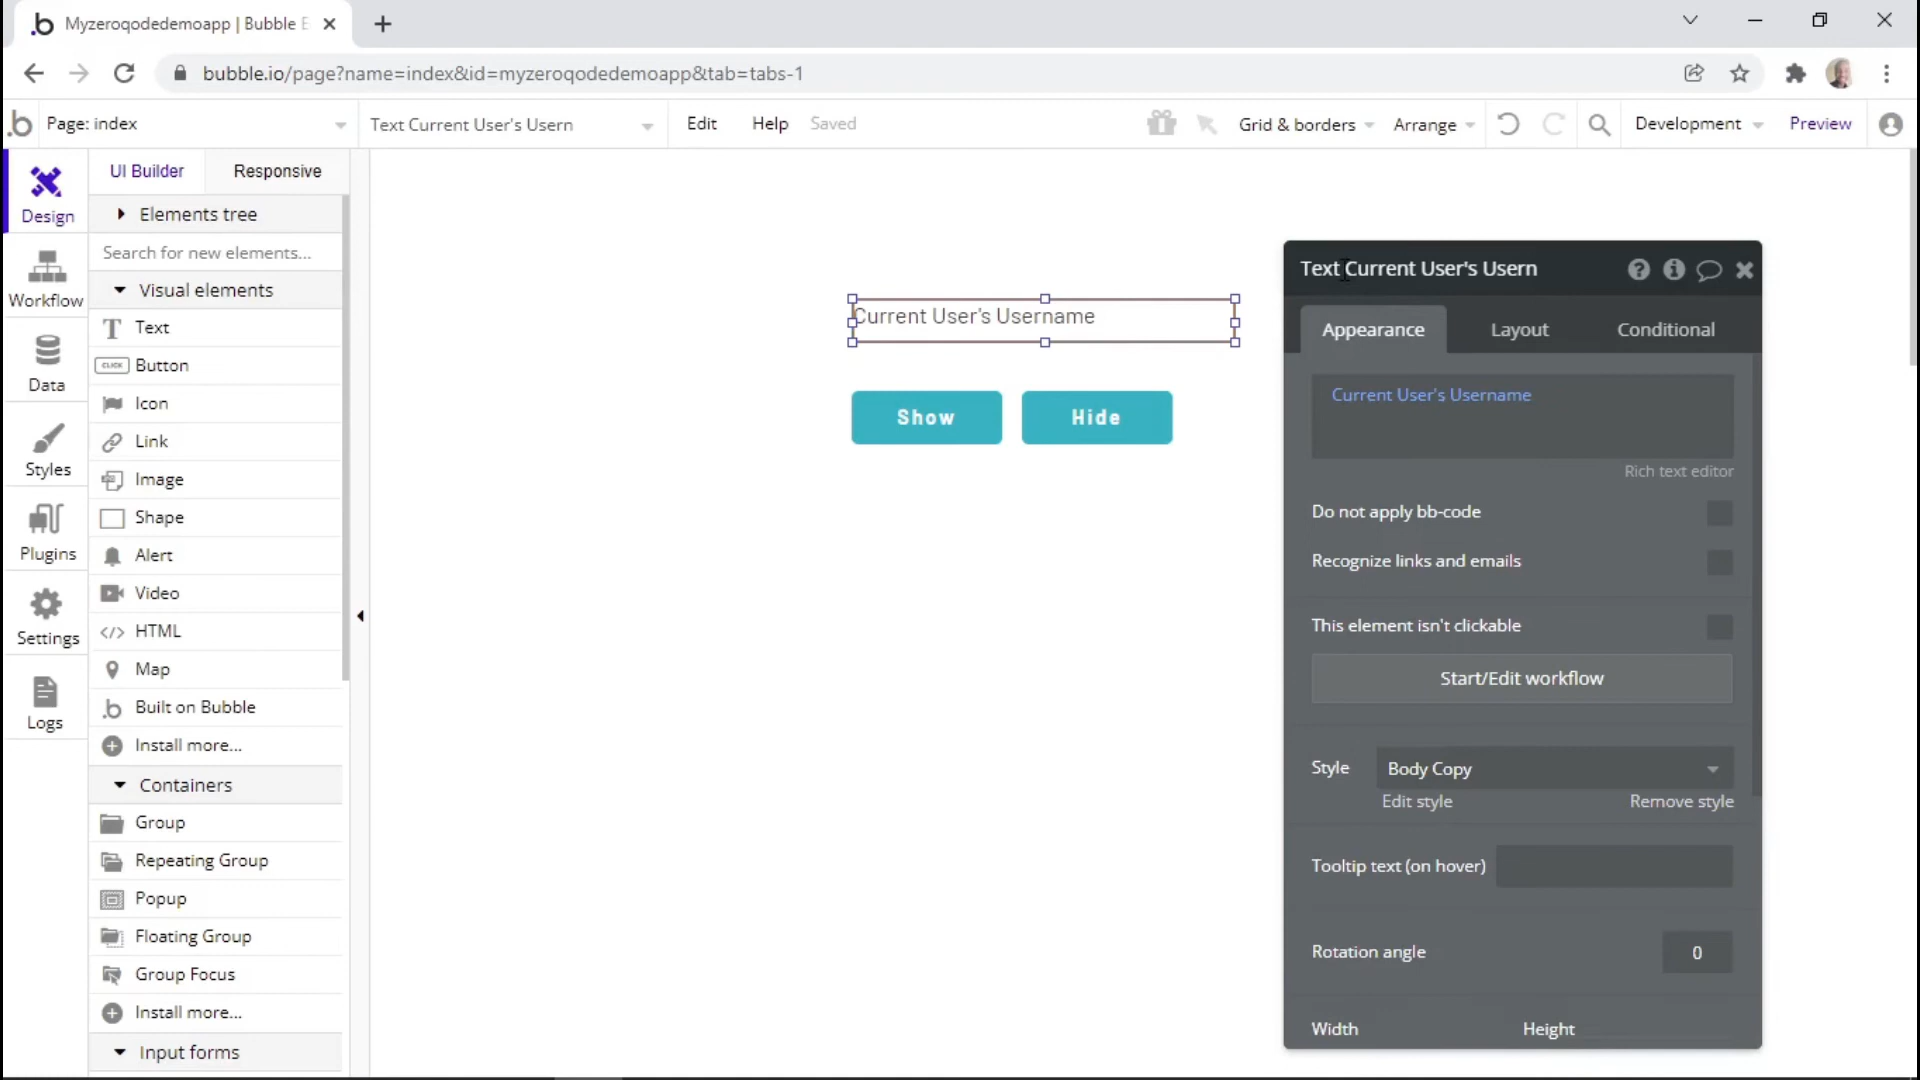 Myzeroqodedemoapp | Bubble E
bubble.io/page?name=index&id=myzeroqodedemoapp&tab=tabs-1
Page: index
Text Current User's Usern
Edit
Help
Saved
Grid & borders
Arrange
Development
Preview
Design
Workflow
Data
Styles
Plugins
Settings
Logs
UI Builder
Responsive
Elements tree
Search for new elements...
Visual elements
Text
CLICK
Button
Icon
Link
Image
Shape
Alert
Video
HTML
Map
Built on Bubble
Install more...
Containers
Group
Repeating Group
Popup
Floating Group
Group Focus
Install more...
Input forms
Current User's Username
Show
Hide
Text Current User's Usern
Appearance
Layout
Conditional
Current User's Username
Rich text editor
Do not apply bb-code
Recognize links and emails
This element isn't clickable
Start/Edit workflow
Style
Body Copy
Edit style
Remove style
Tooltip text (on hover)
Rotation angle
0
Width
Height